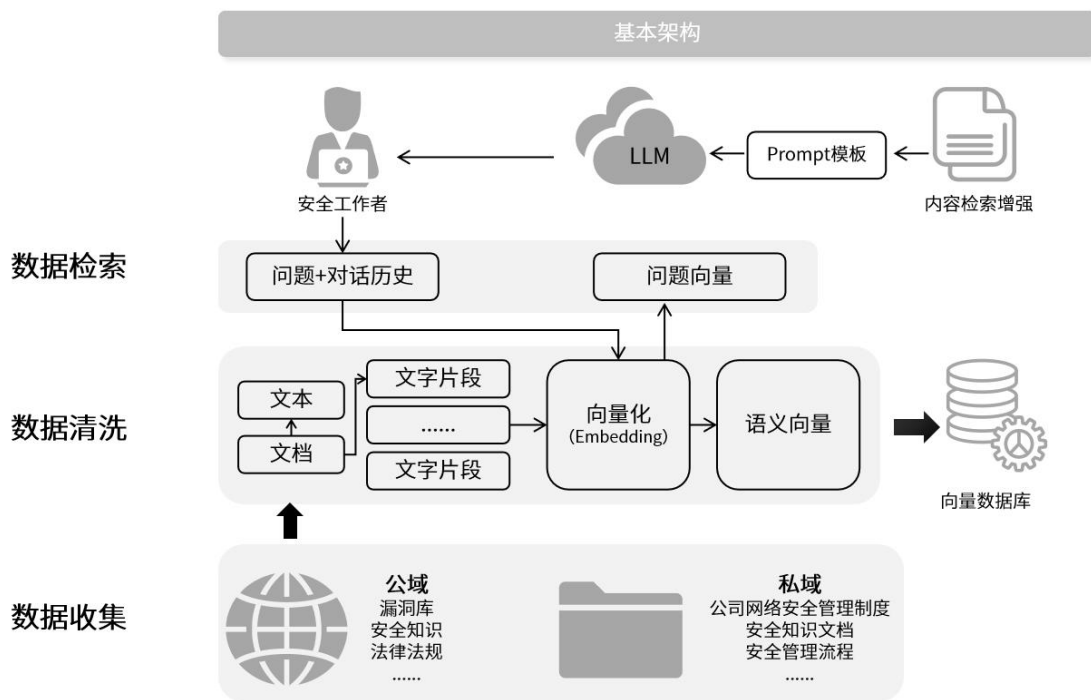 基本架构
LLM
Prompt模板
安全工作者
内容检索增强
数据检索
问题+对话历史
问题向量
数据清洗
文本
文档
文字片段
......
文字片段
向量化
(Embedding)
语义向量
向量数据库
数据收集
公域
漏洞库
安全知识
法律法规
......
私域
公司网络安全管理制度
安全知识文档
安全管理流程
......